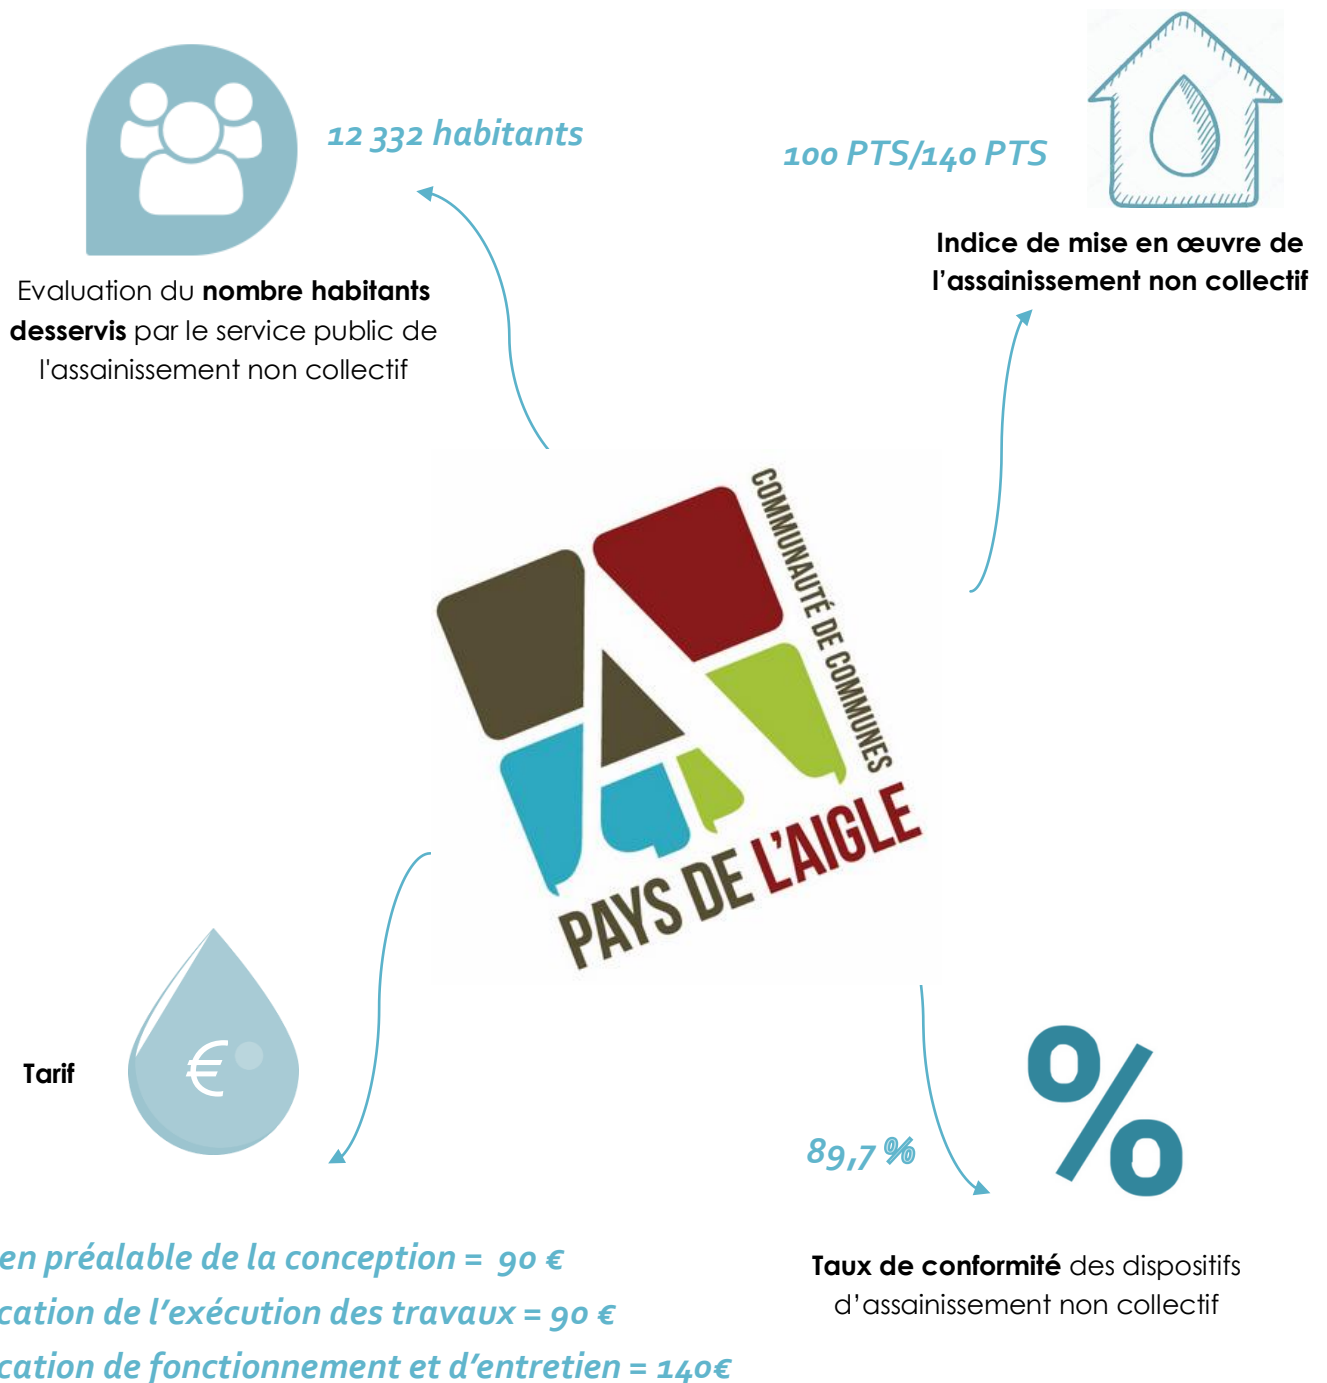 12 332 habitants
100 PTS/140 PTS
Evaluation du nombre habitants
desservis par le service public de
l'assainissement non collectif
Indice de mise en œuvre de
l’assainissement non collectif
COMMUNAUTÉ DE COMMUNES
PAYS DE L’AIGLE
Tarif
€
%
89,7 %
en préalable de la conception = 90 €
cation de l’exécution des travaux = 90 €
cation de fonctionnement et d’entretien = 140€
Taux de conformité des dispositifs
d’assainissement non collectif